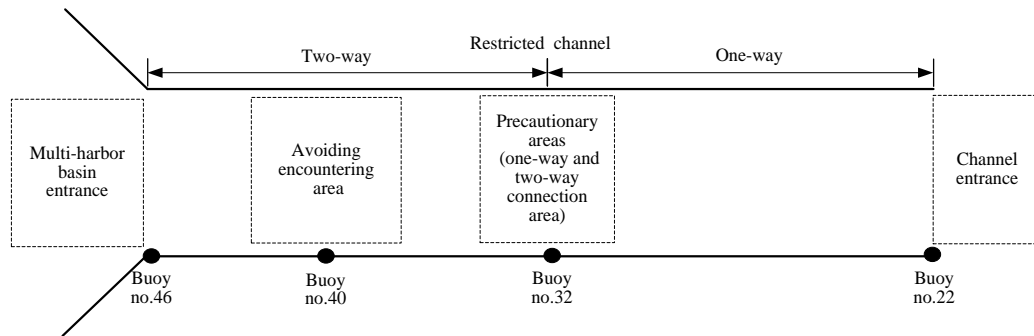 Restricted channel
Two-way
One-way
Multi-harbor
basin
entrance
Avoiding
encountering
area
Precautionary
areas
(one-way and
two-way
connection
area)
Channel
entrance
Buoy
no.46
Buoy
no.40
Buoy
no.32
Buoy
no.22